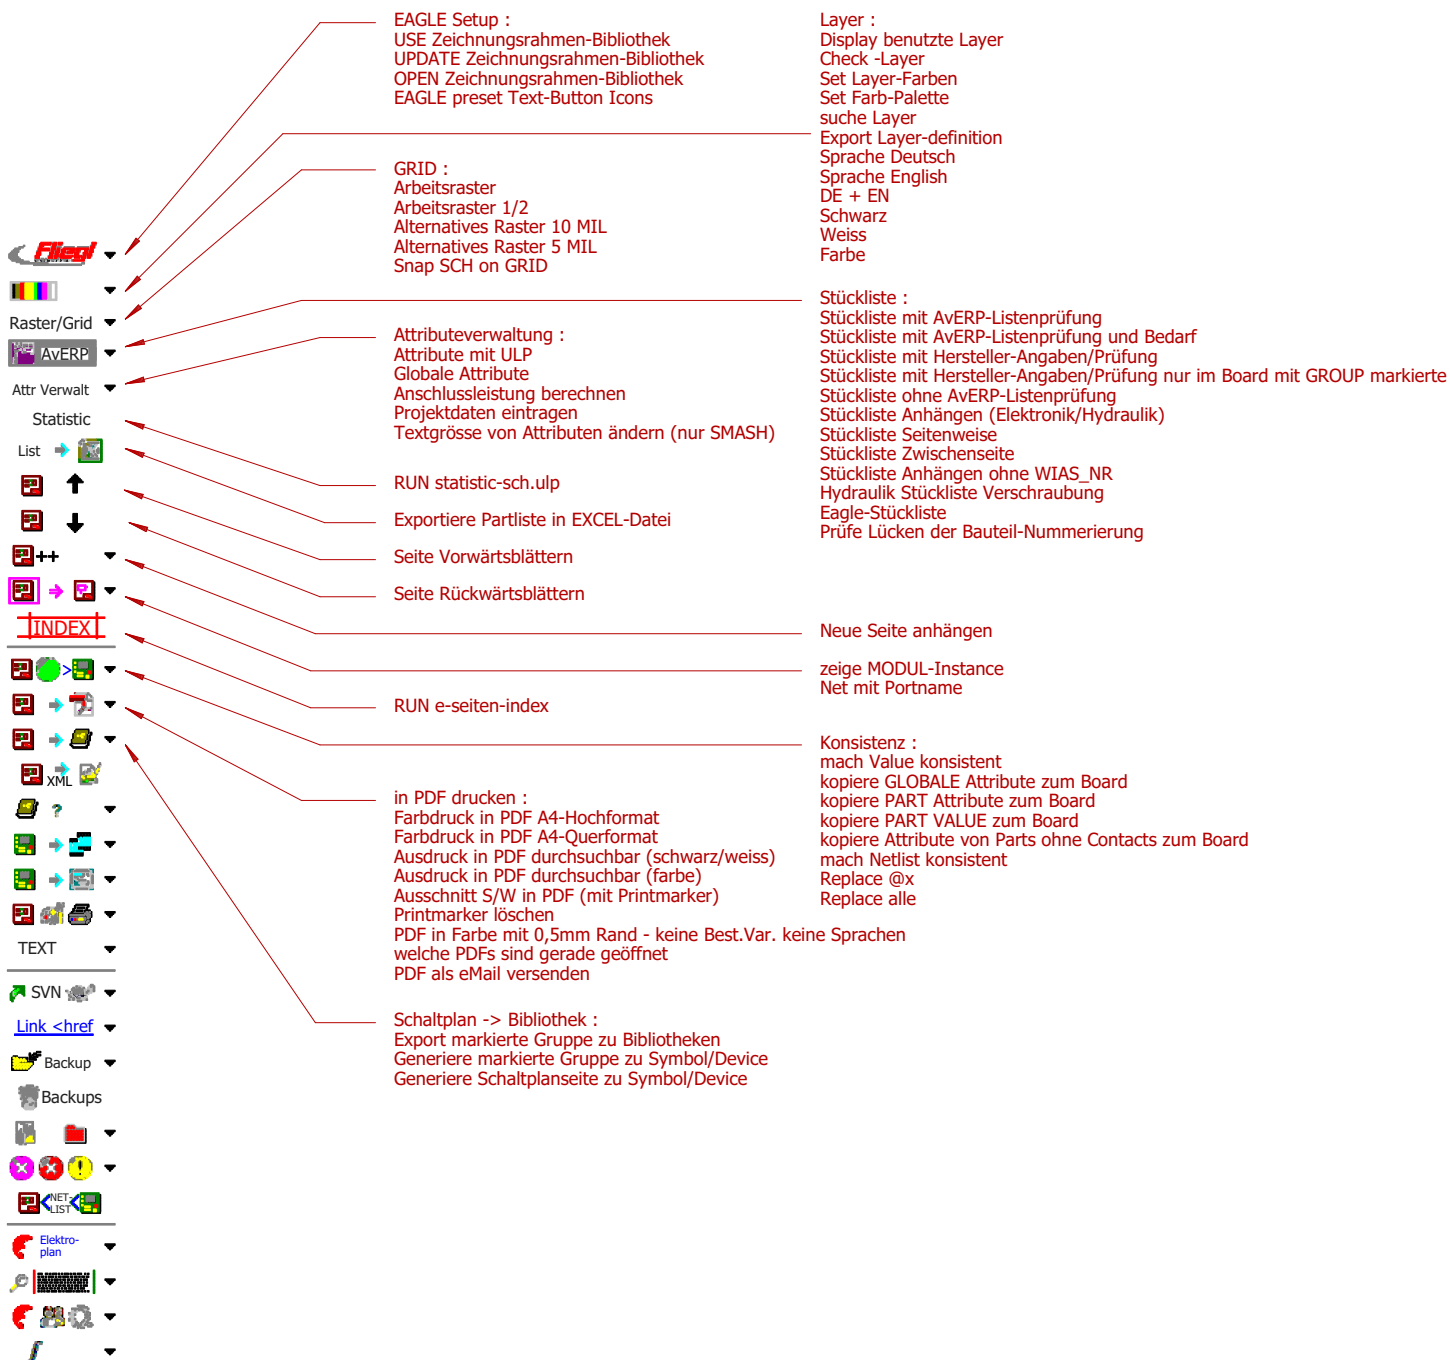 EAGLE Setup :
USE Zeichnungsrahmen-Bibliothek
UPDATE Zeichnungsrahmen-Bibliothek
OPEN Zeichnungsrahmen-Bibliothek
EAGLE preset Text-Button Icons
Layer :
Display benutzte Layer
Check -Layer
Set Layer-Farben
Set Farb-Palette
suche Layer
Export Layer-definition
Sprache Deutsch
Sprache English
DE + EN
Schwarz
Weiss
Farbe
GRID :
Arbeitsraster
Arbeitsraster 1/2
Alternatives Raster 10 MIL
Alternatives Raster 5 MIL
Snap SCH on GRID
Stückliste :
Stückliste mit AvERP-Listenprüfung
Stückliste mit AvERP-Listenprüfung und Bedarf
Stückliste mit Hersteller-Angaben/Prüfung
Stückliste mit Hersteller-Angaben/Prüfung nur im Board mit GROUP markierte
Stückliste ohne AvERP-Listenprüfung
Stückliste Anhängen (Elektronik/Hydraulik)
Stückliste Seitenweise
Stückliste Zwischenseite
Stückliste Anhängen ohne WIAS_NR
Hydraulik Stückliste Verschraubung
Eagle-Stückliste
Prüfe Lücken der Bauteil-Nummerierung
Attributeverwaltung :
Attribute mit ULP
Globale Attribute
Anschlussleistung berechnen
Projektdaten eintragen
Textgrösse von Attributen ändern (nur SMASH)
RUN statistic-sch.ulp
Exportiere Partliste in EXCEL-Datei
Seite Vorwärtsblättern
Seite Rückwärtsblättern
Neue Seite anhängen
zeige MODUL-Instance
Net mit Portname
RUN e-seiten-index
Konsistenz :
mach Value konsistent
kopiere GLOBALE Attribute zum Board
kopiere PART Attribute zum Board
kopiere PART VALUE zum Board
kopiere Attribute von Parts ohne Contacts zum Board
mach Netlist konsistent
Replace @x
Replace alle
in PDF drucken :
Farbdruck in PDF A4-Hochformat
Farbdruck in PDF A4-Querformat
Ausdruck in PDF durchsuchbar (schwarz/weiss)
Ausdruck in PDF durchsuchbar (farbe)
Ausschnitt S/W in PDF (mit Printmarker)
Printmarker löschen
PDF in Farbe mit 0,5mm Rand - keine Best.Var. keine Sprachen
welche PDFs sind gerade geöffnet
PDF als eMail versenden
Schaltplan -> Bibliothek :
Export markierte Gruppe zu Bibliotheken
Generiere markierte Gruppe zu Symbol/Device
Generiere Schaltplanseite zu Symbol/Device
Fliegl
Raster/Grid
AvERP
Attr Verwalt
Statistic
List
++
INDEX
>
XML
?
TEXT
SVN
Link <href
Backup
Backups
NET-
LIST
Elektro-
plan